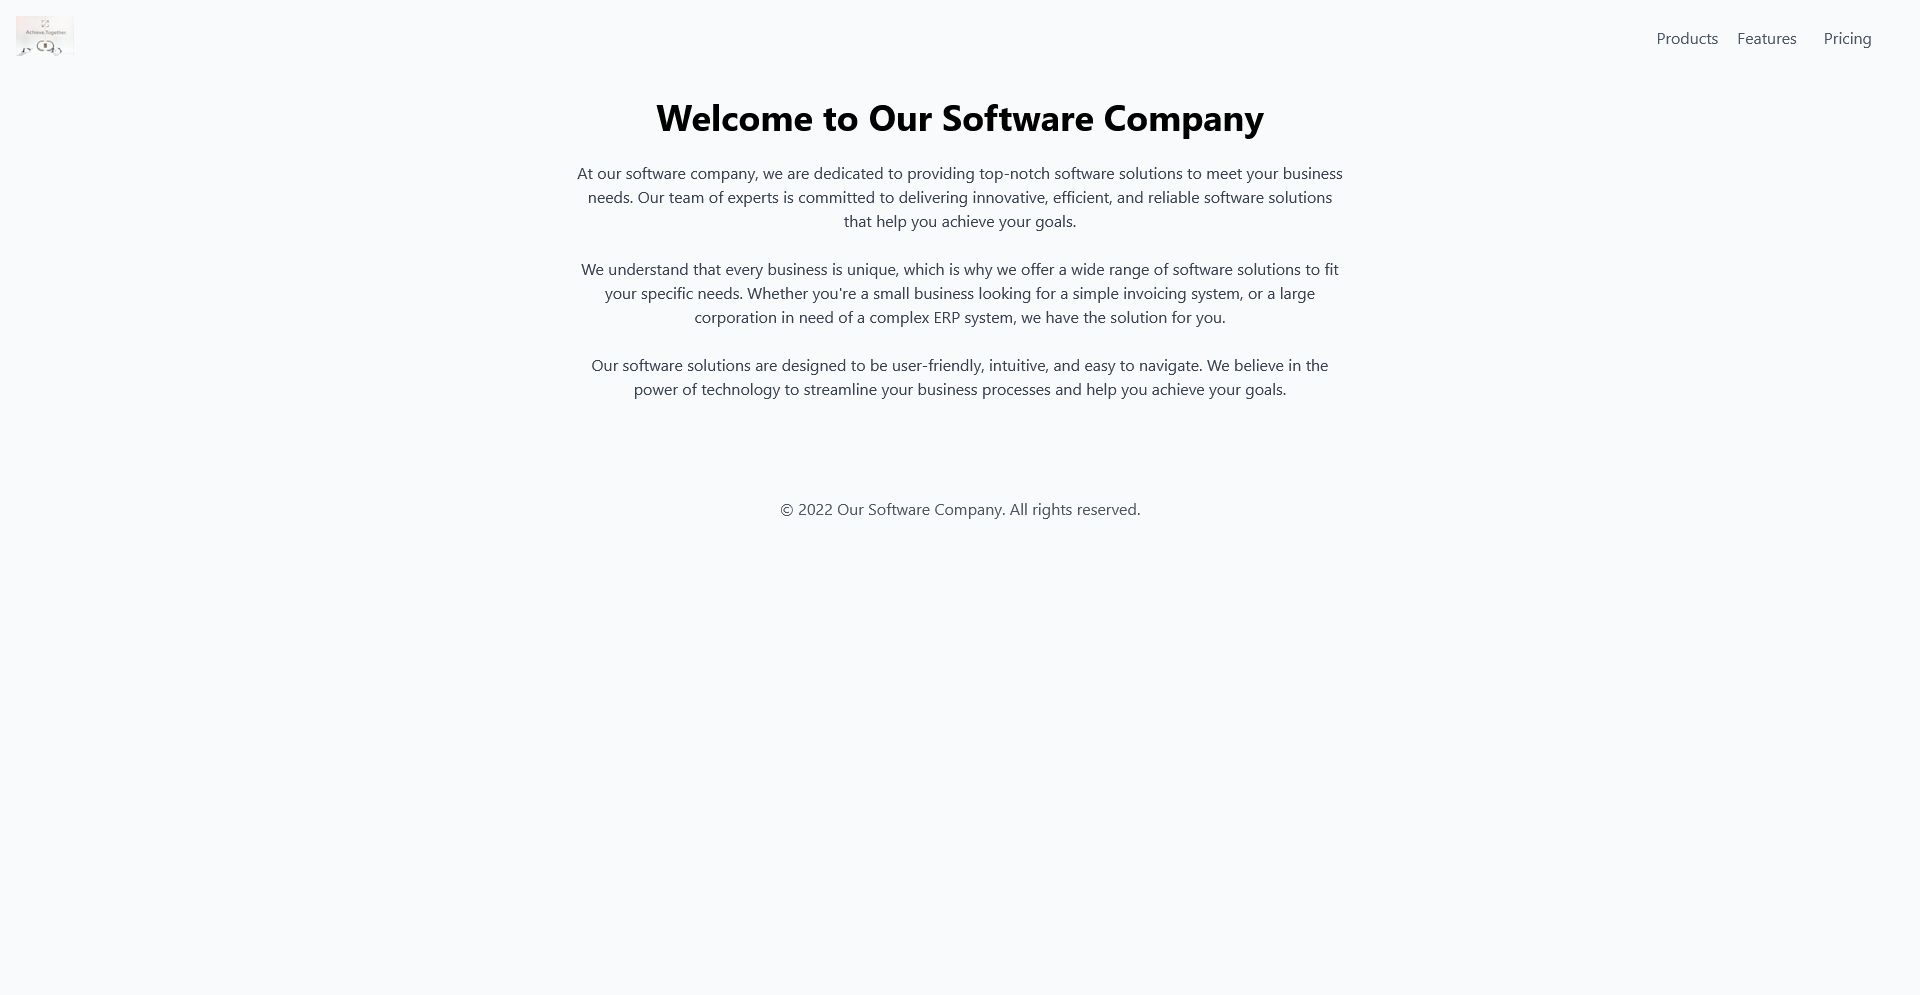 Achieve Together
Products
Features
Pricing
Welcome to Our Software Company
At our software company, we are dedicated to providing top-notch software solutions to meet your business
needs. Our team of experts is committed to delivering innovative, efficient, and reliable software solutions
that help you achieve your goals.
We understand that every business is unique, which is why we offer a wide range of software solutions to fit
your specific needs. Whether you're a small business looking for a simple invoicing system, or a large
corporation in need of a complex ERP system, we have the solution for you.
Our software solutions are designed to be user-friendly, intuitive, and easy to navigate. We believe in the
power of technology to streamline your business processes and help you achieve your goals.
© 2022 Our Software Company. All rights reserved.